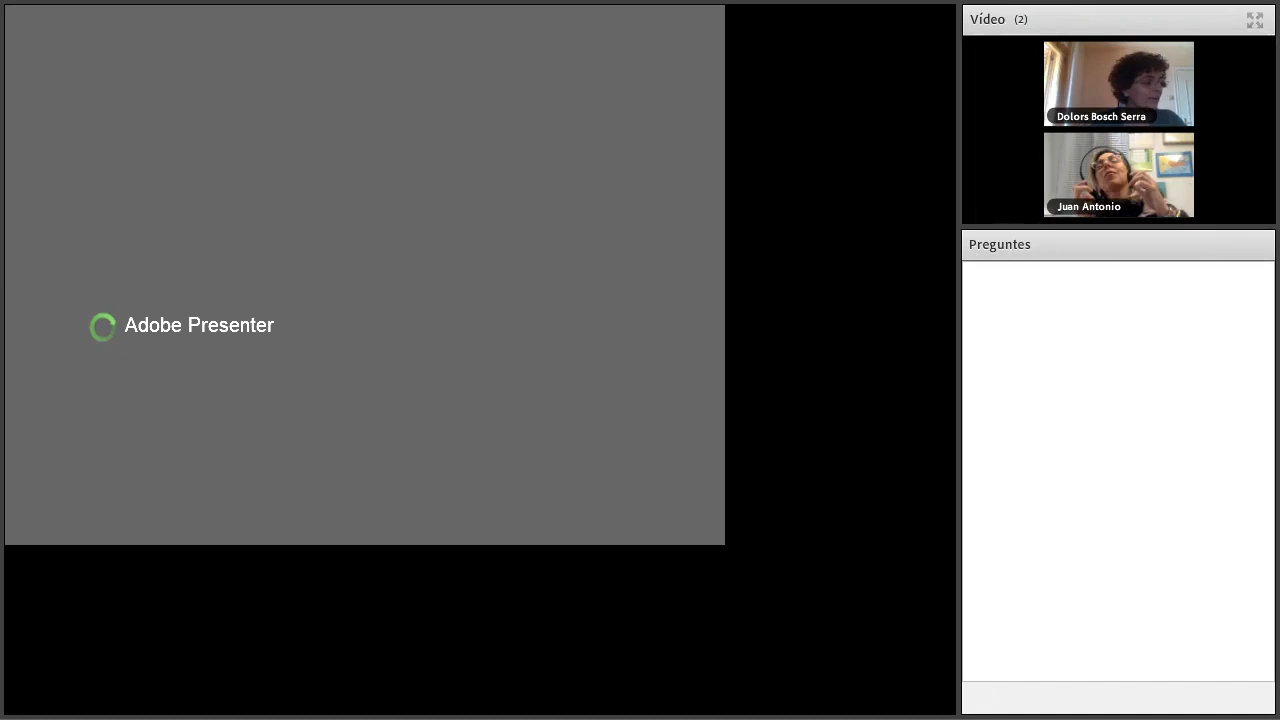 Adobe Presenter
Vídeo (2)
Dolors Bosch Serra
Juan Antonio
Preguntes